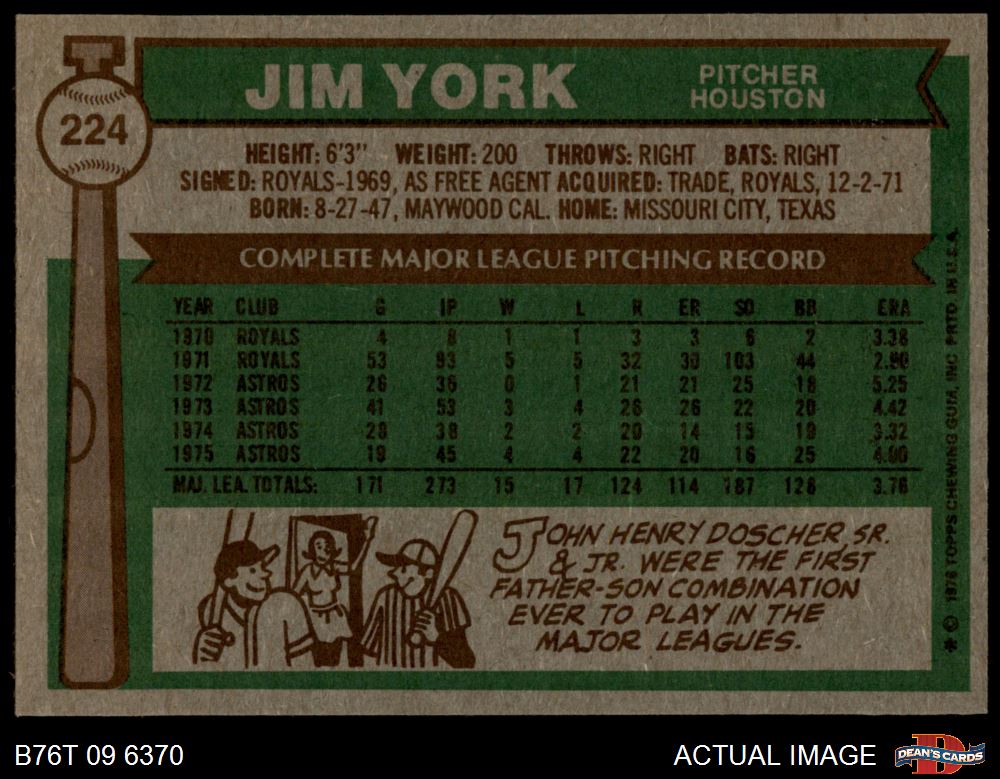 JIM YORK
PITCHER
HOUSTON
224
HEIGHT: 6'3" WEIGHT: 200 THROWS: RIGHT BATS: RIGHT
SIGNED: ROYALS-1969, AS FREE AGENT ACQUIRED: TRADE, ROYALS, 12-2-71
BORN: 8-27-47, MAYWOOD CAL. HOME: MISSOURI CITY, TEXAS
COMPLETE MAJOR LEAGUE PITCHING RECORD
YEAR CLUB G IP W L R ER SO BB ERA
1970 ROYALS 4 8 1 1 3 3 6 2 3.38
1971 ROYALS 53 93 5 5 32 30 103 44 2.90
1972 ASTROS 26 36 0 1 21 21 25 18 5.25
1973 ASTROS 41 53 3 4 26 26 22 20 4.42
1974 ASTROS 28 38 2 2 20 14 15 19 3.32
1975 ASTROS 19 45 4 4 22 20 16 25 4.00
MAJ. LEA. TOTALS: 171 273 15 17 124 114 187 128 3.76
JOHN HENRY DOSCHER, SR.
& JR. WERE THE FIRST
FATHER-SON COMBINATION
EVER TO PLAY IN THE
MAJOR LEAGUES.
* © 1976 TOPPS CHEWING GUM, INC. PRTD. IN U.S.A.
B76T 09 6370
ACTUAL IMAGE
DEAN'S CARDS